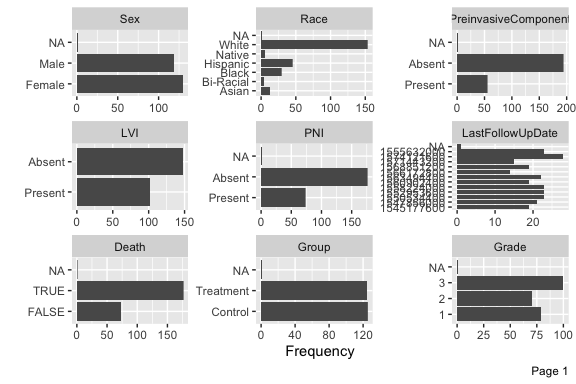 Sex
NA
Male
Female
0 50 100
Race
NA
White
Native
Hispanic
Black
Bi-Racial
Asian
0 50 100 150
PreinvasiveComponent
NA
Absent
Present
0 50 100 150 200
LVI
Absent
Present
0 50 100 150
PNI
NA
Absent
Present
0 50 100 150
LastFollowUpDate
NA
1545177600
0 10 20
Death
NA
TRUE
FALSE
0 50 100 150
Group
NA
Treatment
Control
0 40 80 120
Grade
NA
3
2
1
0 25 50 75 100
Frequency
Page 1